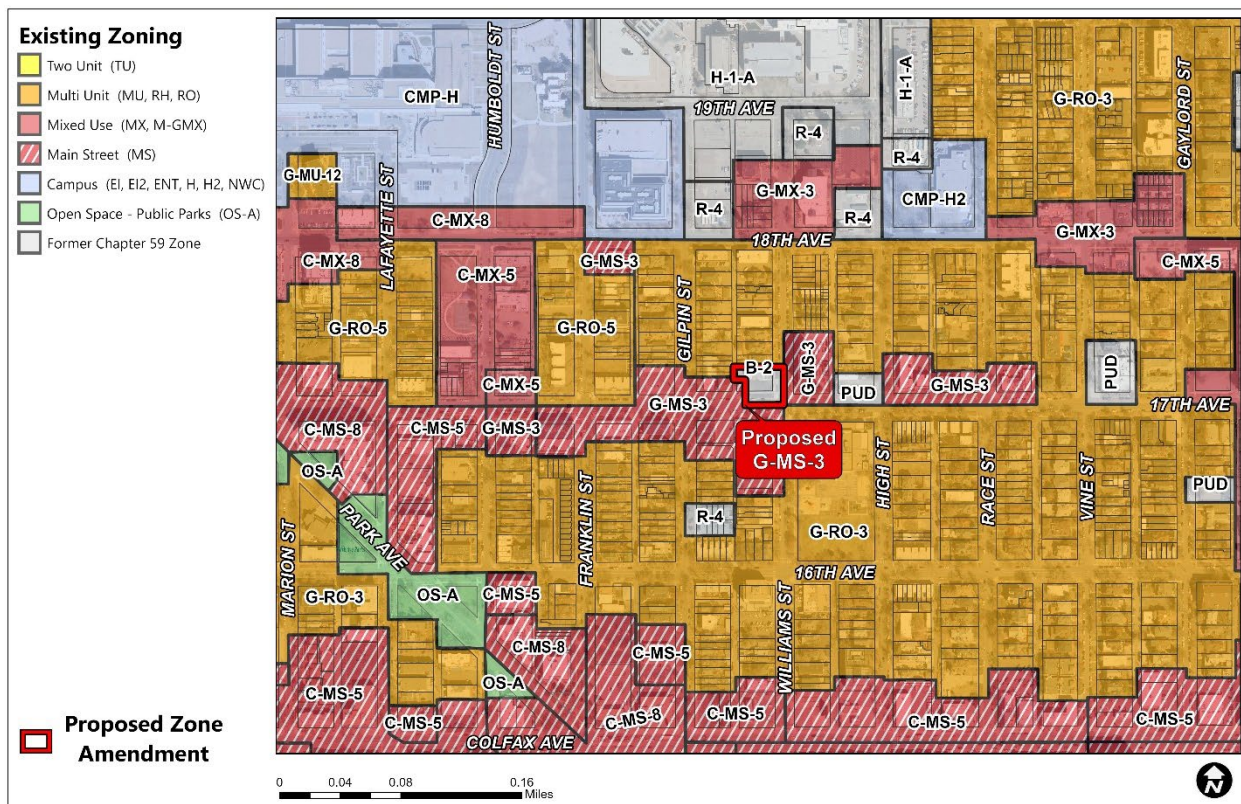 Existing Zoning
Two Unit (TU)
Multi Unit (MU, RH, RO)
Mixed Use (MX, M-GMX)
Main Street (MS)
Campus (EI, EI2, ENT, H, H2, NWC)
Open Space - Public Parks (OS-A)
Former Chapter 59 Zone
Proposed Zone
Amendment
HUMBOLDT ST
H-1-A
H-1-A
CMP-H
19TH AVE
G-RO-3
GAYLORD ST
R-4
R-4
G-MU-12
LAFAYETTE ST
R-4
G-MX-3
R-4
CMP-H2
C-MX-8
18TH AVE
G-MX-3
C-MX-8
G-MS-3
C-MX-5
C-MX-5
G-RO-5
G-RO-5
GILPIN ST
B-2
G-MS-3
PUD
C-MX-5
G-MS-3
PUD
G-MS-3
17TH AVE
C-MS-8
C-MS-5
G-MS-3
Proposed
G-MS-3
OS-A
PARK AVE
FRANKLIN ST
HIGH ST
RACE ST
VINE ST
PUD
R-4
G-RO-3
MARION ST
16TH AVE
G-RO-3
OS-A
C-MS-5
WILLIAMS ST
C-MS-8
C-MS-5
OS-A
C-MS-5
C-MS-5
C-MS-8
C-MS-5
C-MS-5
C-MS-5
COLFAX AVE
0 0.04 0.08 0.16
Miles
N